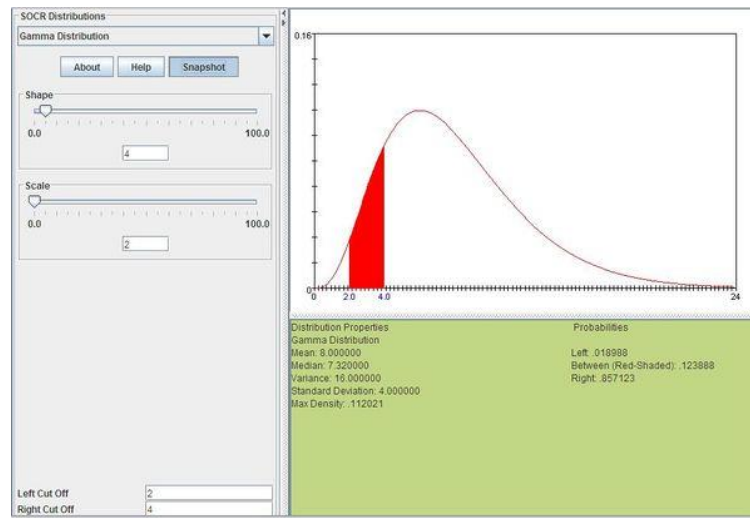 SOCR Distributions
Gamma Distribution
About Help Snapshot
Shape
0.0 100.0
4
Scale
0.0 100.0
2
Left Cut Off 2
Right Cut Off 4
0.16
0
0 2.0 4.0 24
Distribution Properties Probabilities
Gamma Distribution
Mean: 8.000000 Left: .018988
Median: 7.320000 Between (Red-Shaded): .123888
Variance: 16.000000 Right: .857123
Standard Deviation: 4.000000
Max Density: .112021